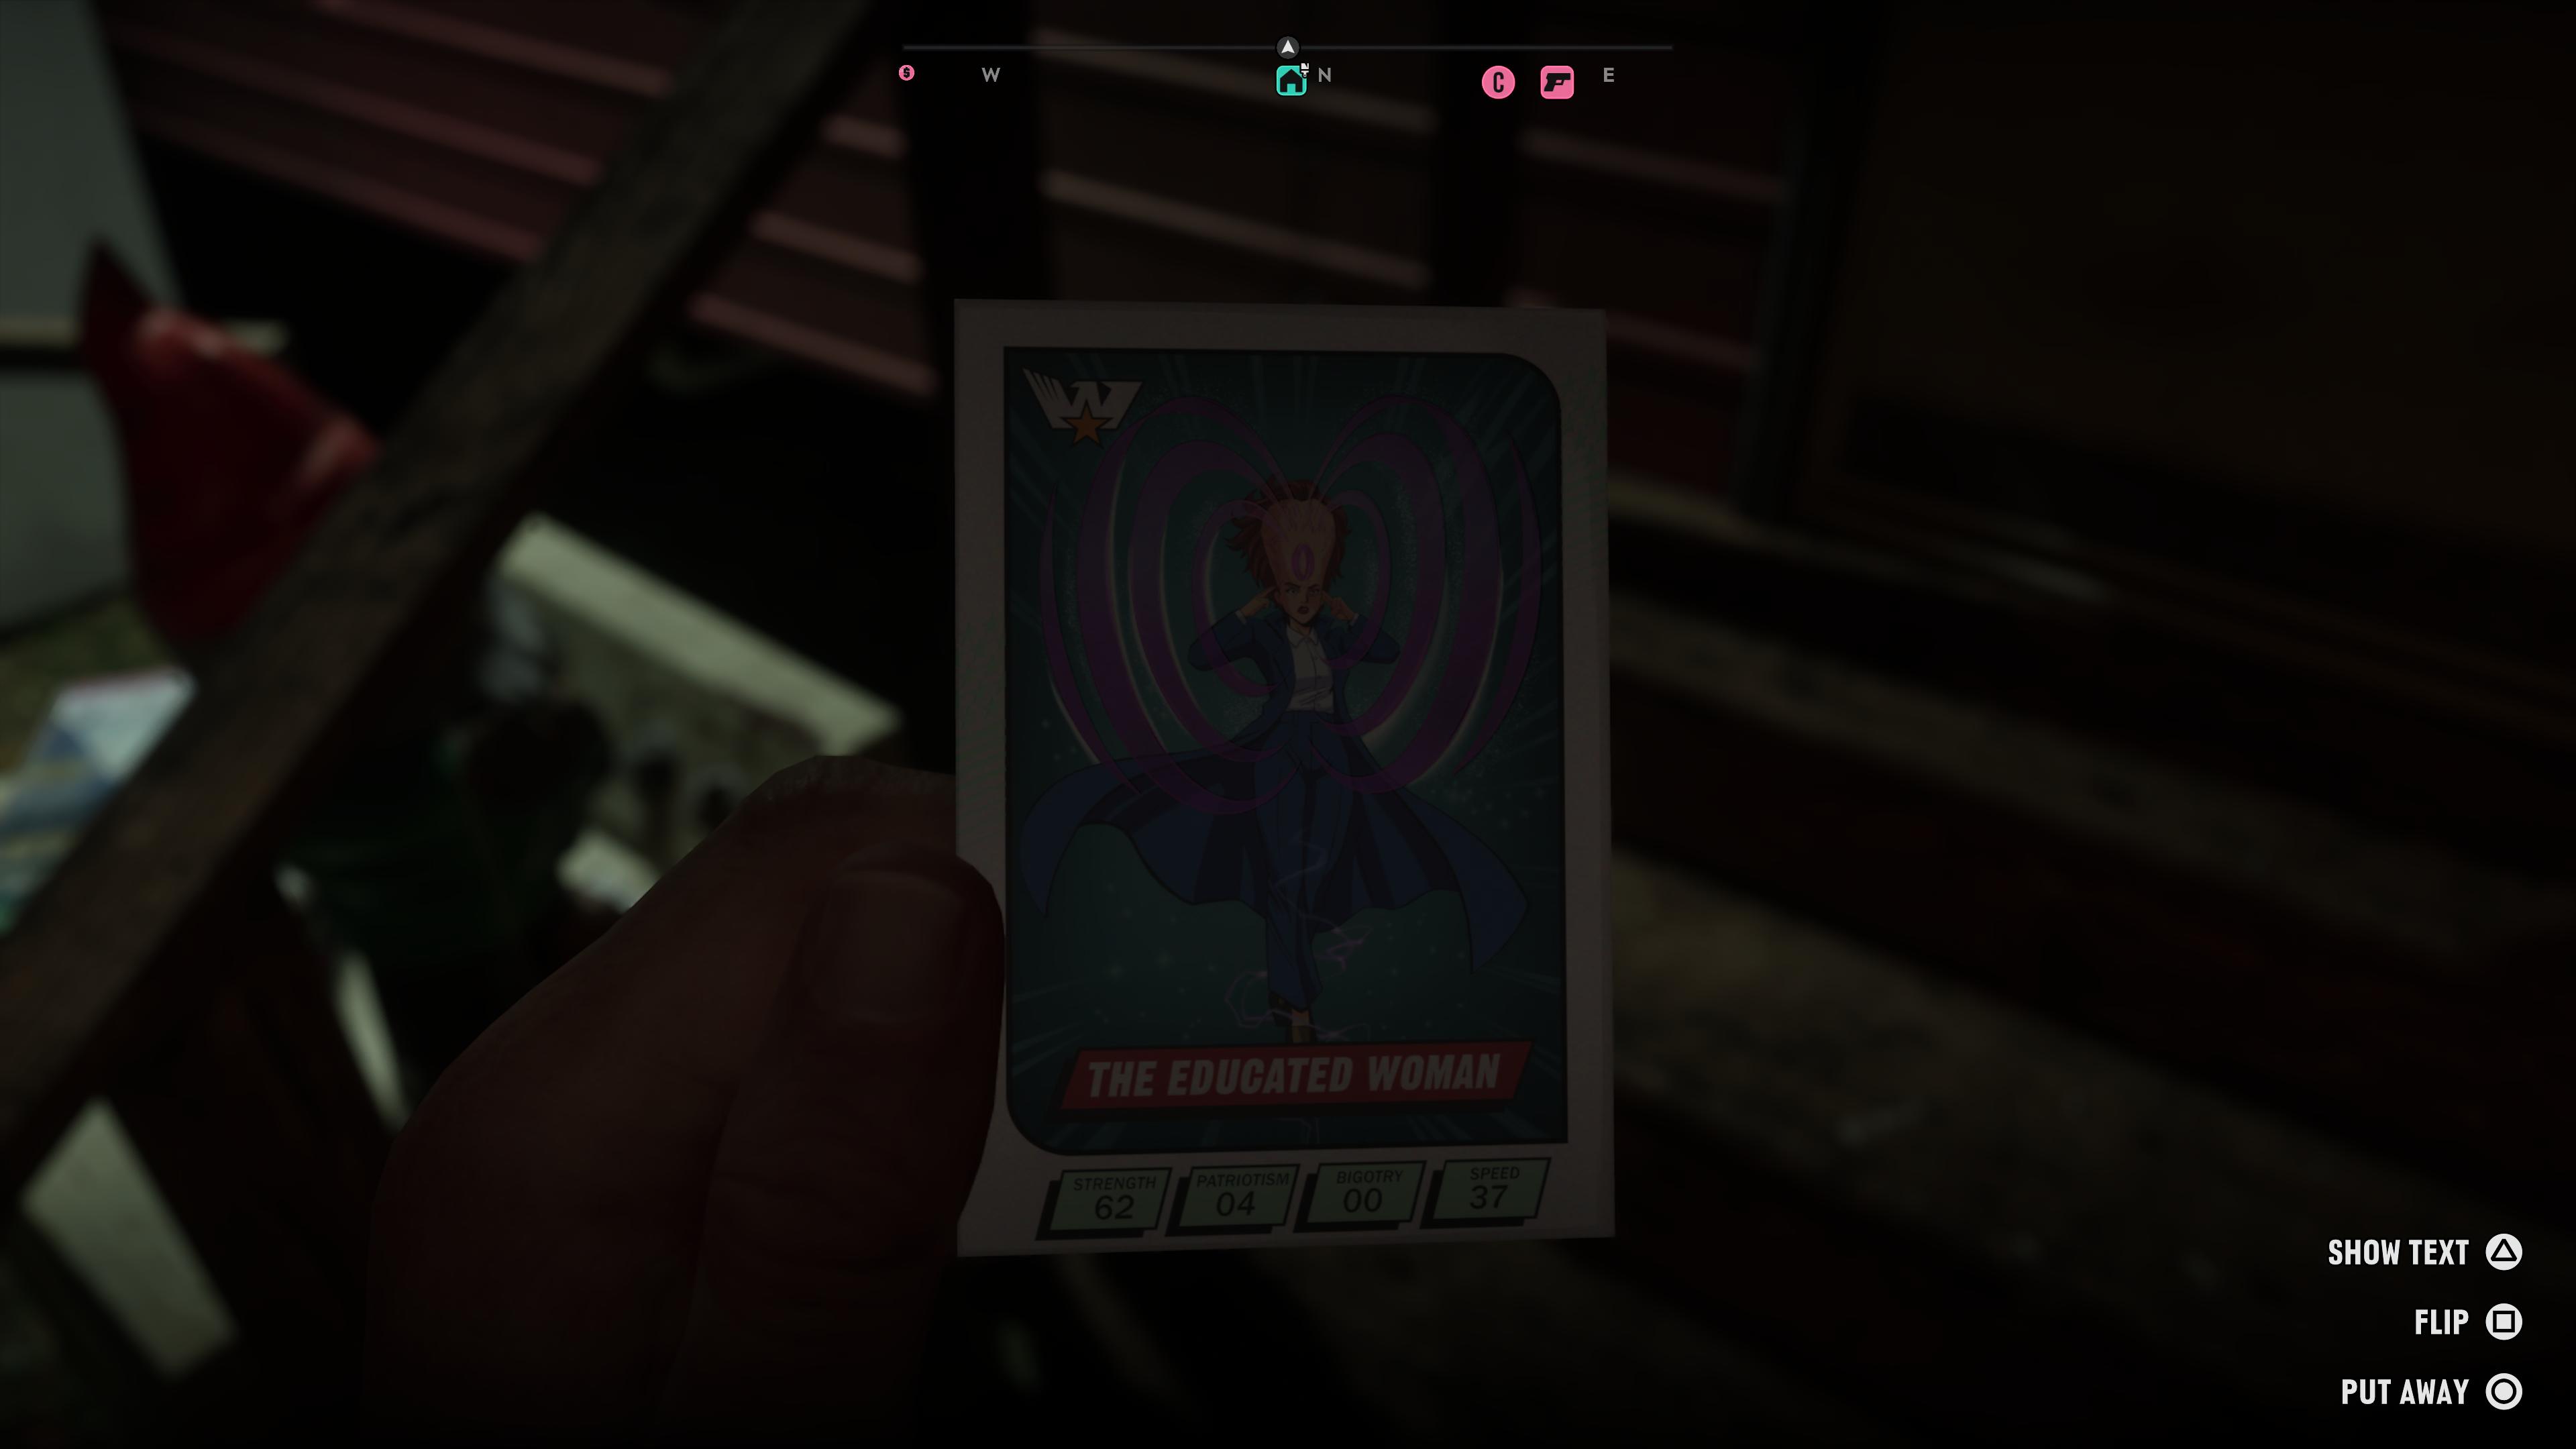 W N E
$ C
W
THE EDUCATED WOMAN
STRENGTH PATRIOTISM BIGOTRY SPEED
62 04 00 37
SHOW TEXT
FLIP
PUT AWAY